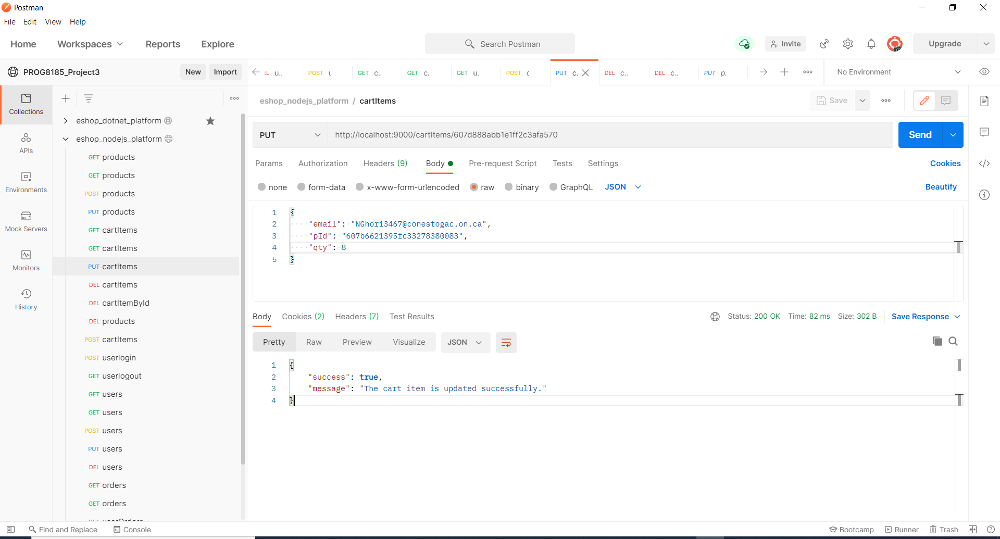 Postman
File Edit View Help
Home Workspaces Reports Explore Search Postman Invite Upgrade
PROG8185_Project3 New Import
EL u.. POST GET c. GET c. GET u. POST c PUT c. DEL c.. DEL c.. PUT p. No Environment
Collections
APIs
Environments
Mock Servers
Monitors
History
eshop_dotnet_platform
eshop_nodejs_platform
GET products
GET products
POST products
PUT products
GET cartItems
GET cartItems
PUT cartItems
DEL cartItems
DEL cartItemById
DEL products
POST cartItems
POST userlogin
GET userlogout
GET users
GET users
POST users
PUT users
DEL users
GET orders
GET orders
eshop_nodejs_platform / cartItems Save
PUT http://localhost:9000/cartItems/607d888abb1e1ff2c3afa570 Send
Params Authorization Headers (9) Body Pre-request Script Tests Settings Cookies
none form-data x-www-form-urlencoded raw binary GraphQL JSON Beautify
1 {
2 "email": "NGhori3467@conestogac.on.ca",
3 "pId": "607b6621395fc33278380083",
4 "qty": 8
5 }
Body Cookies (2) Headers (7) Test Results Status: 200 OK Time: 82 ms Size: 302 B Save Response
Pretty Raw Preview Visualize JSON
1 {
2 "success": true,
3 "message": "The cart item is updated successfully."
4 }
Find and Replace Console Bootcamp Runner Trash